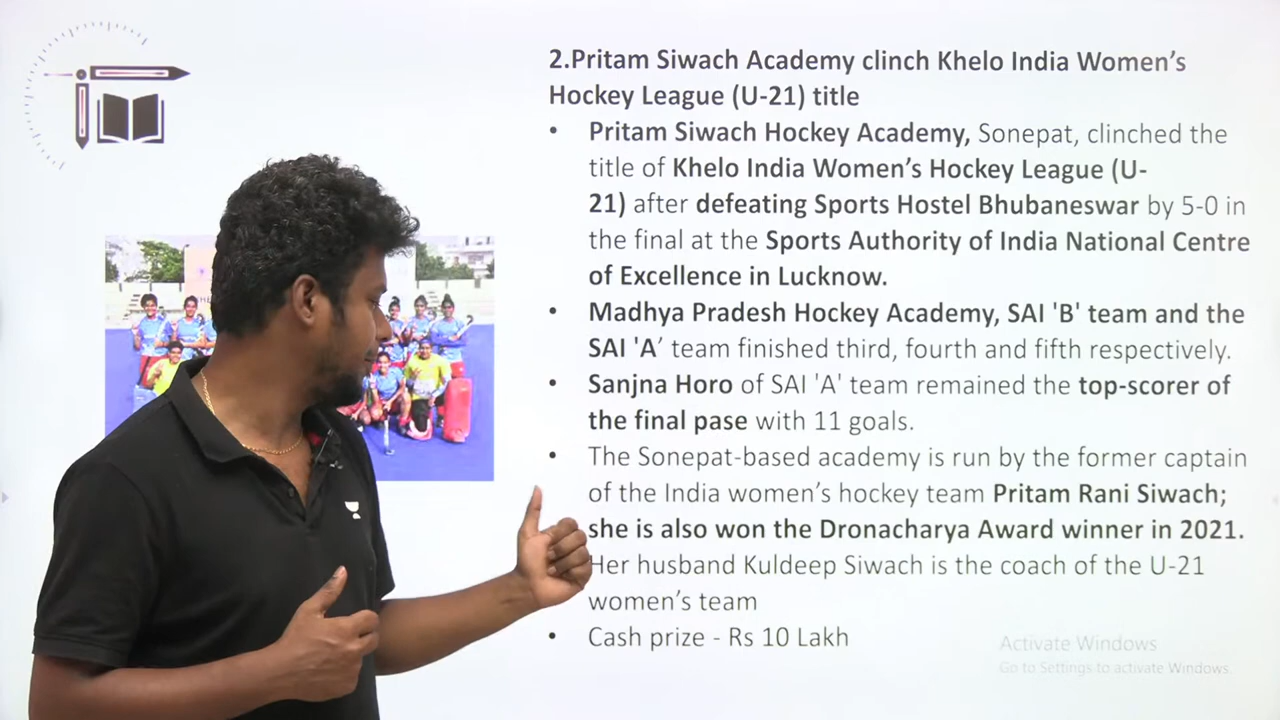 2.Pritam Siwach Academy clinch Khelo India Women’s
Hockey League (U-21) title
• Pritam Siwach Hockey Academy, Sonepat, clinched the
title of Khelo India Women’s Hockey League (U-
21) after defeating Sports Hostel Bhubaneswar by 5-0 in
the final at the Sports Authority of India National Centre
of Excellence in Lucknow.
• Madhya Pradesh Hockey Academy, SAI 'B' team and the
SAI 'A’ team finished third, fourth and fifth respectively.
• Sanjna Horo of SAI 'A' team remained the top-scorer of
the final pase with 11 goals.
• The Sonepat-based academy is run by the former captain
of the India women’s hockey team Pritam Rani Siwach;
she is also won the Dronacharya Award winner in 2021.
Her husband Kuldeep Siwach is the coach of the U-21
women’s team
• Cash prize - Rs 10 Lakh
Activate Windows
Go to Settings to activate Windows.